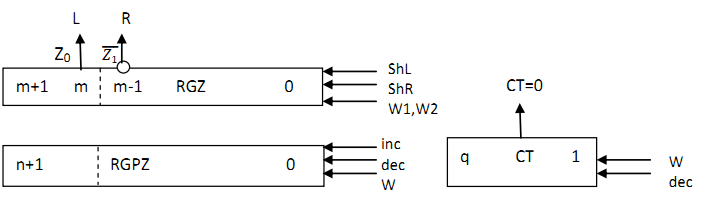 L R
Z₀ Z̅₁
m+1 m m-1 RGZ 0
ShL
ShR
W1,W2
CT=0
n+1 RGPZ 0
inc
dec
W
q CT 1
W
dec